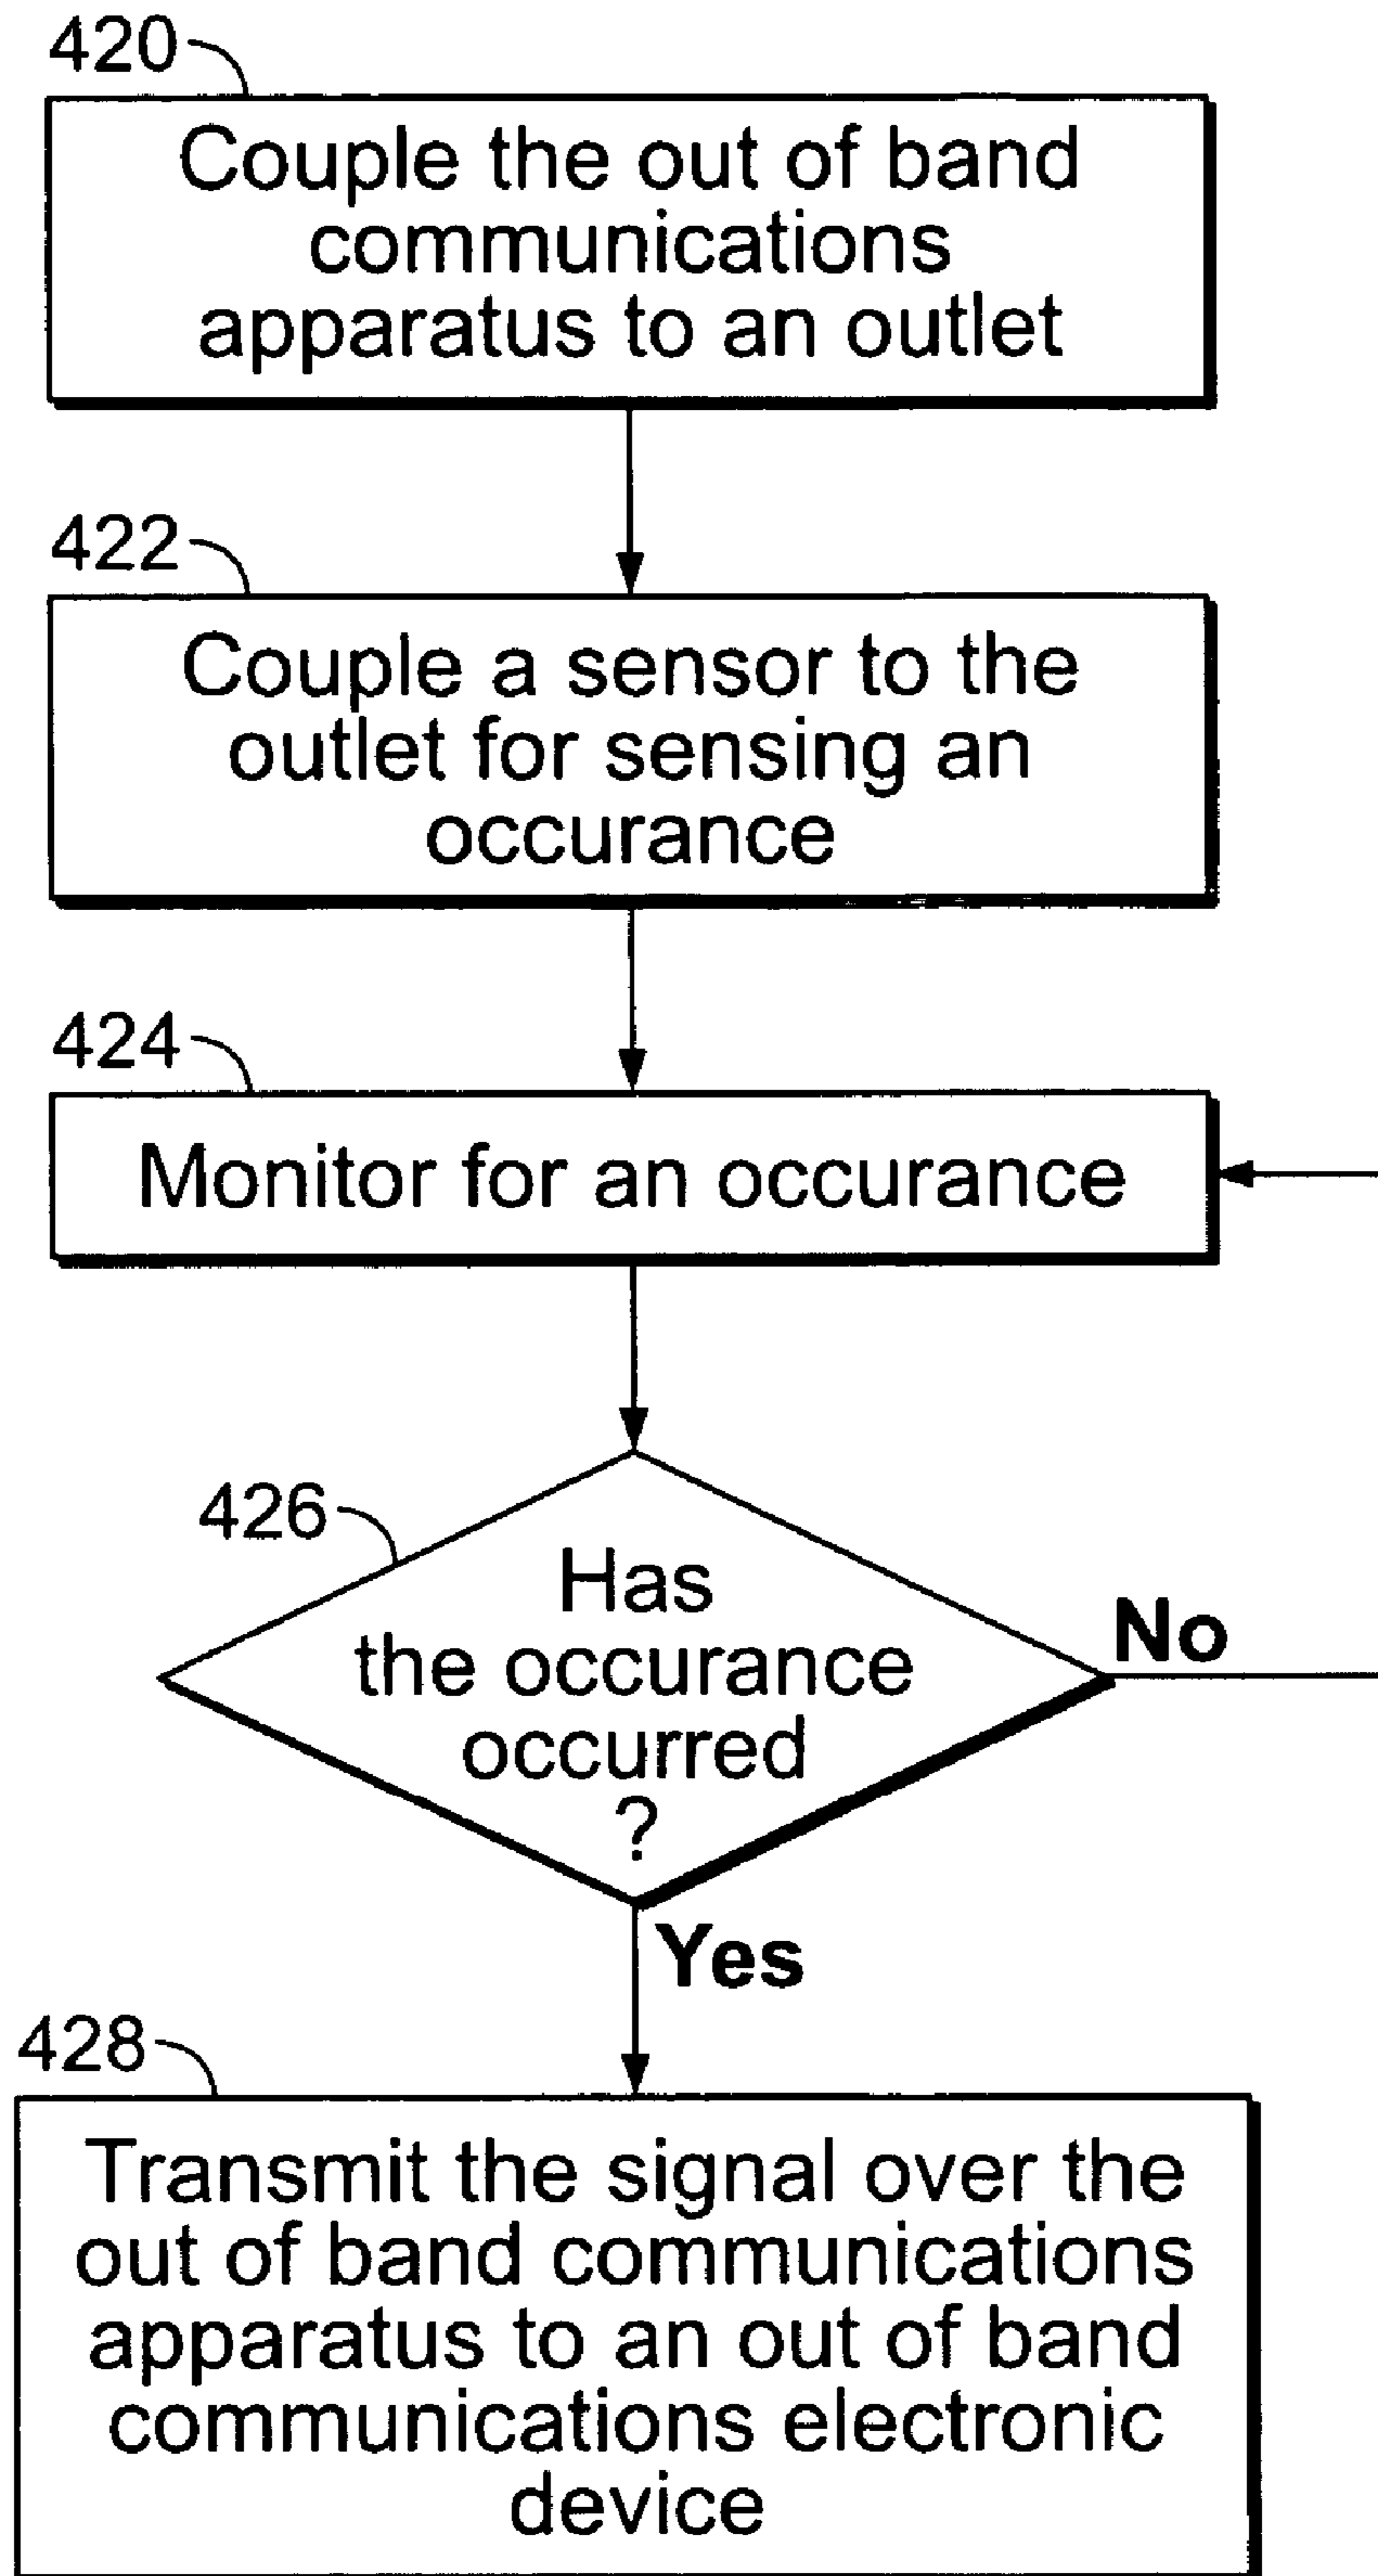 420
Couple the out of band
communications
apparatus to an outlet
422
Couple a sensor to the
outlet for sensing an
occurance
424
Monitor for an occurance
426
Has
the occurance
occurred
?
No
Yes
428
Transmit the signal over the
out of band communications
apparatus to an out of band
communications electronic
device